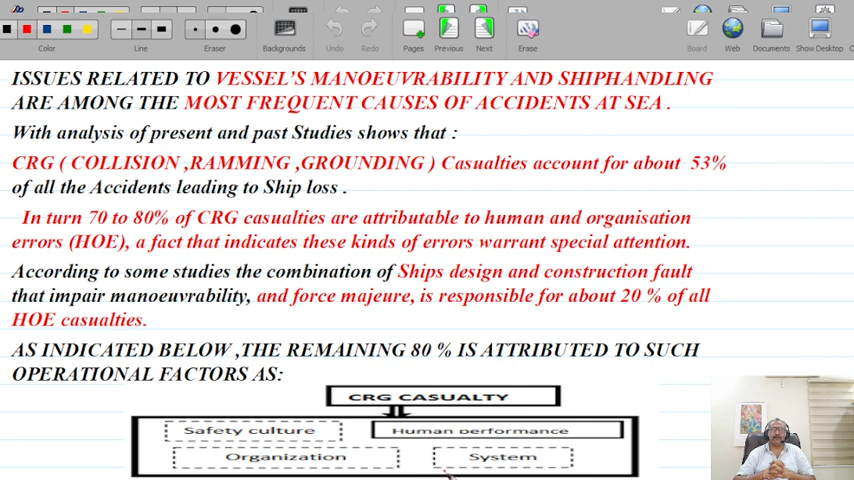 Color
Line
Eraser
Backgrounds
Undo
Redo
Pages
Previous
Next
Erase
Board
Web
Documents
Show Desktop
ISSUES RELATED TO VESSEL'S MANOEUVRABILITY AND SHIPHANDLING
ARE AMONG THE MOST FREQUENT CAUSES OF ACCIDENTS AT SEA .
With analysis of present and past Studies shows that :
CRG ( COLLISION ,RAMMING ,GROUNDING ) Casualties account for about 53%
of all the Accidents leading to Ship loss .
In turn 70 to 80% of CRG casualties are attributable to human and organisation
errors (HOE), a fact that indicates these kinds of errors warrant special attention.
According to some studies the combination of Ships design and construction fault
that impair manoeuvrability, and force majeure, is responsible for about 20 % of all
HOE casualties.
AS INDICATED BELOW ,THE REMAINING 80 % IS ATTRIBUTED TO SUCH
OPERATIONAL FACTORS AS:
CRG CASUALTY
Safety culture
Human performance
Organization
System